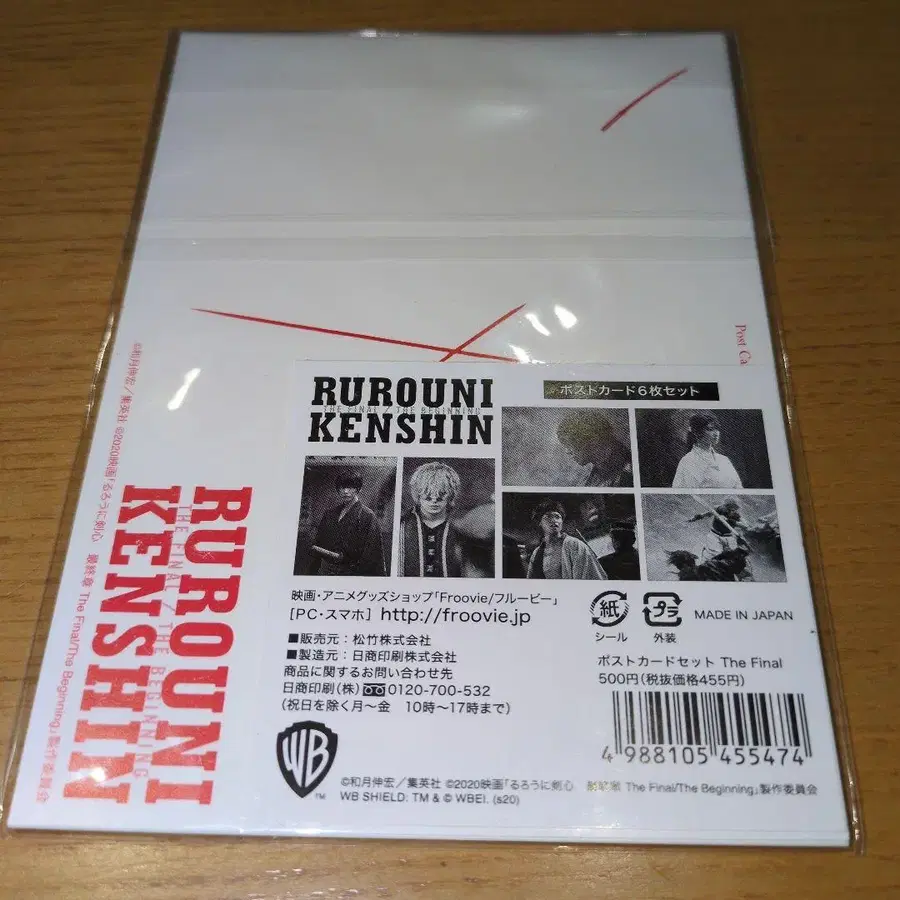 Post Ca
©和月伸宏/集英社 ©2020映画「るろうに剣心 最終章 The Final/The Beginning」製作委員会
RUROUNI
THE FINAL / THE BEGINNING
KENSHIN
RUROUNI
THE FINAL / THE BEGINNING
KENSHIN
ポストカード6枚セット
映画・アニメグッズショップ「Froovie/フルービー」
[PC・スマホ] http://froovie.jp
■販売元:松竹株式会社
■製造元:日商印刷株式会社
商品に関するお問い合わせ先
日商印刷(株)0120-700-532
(祝日を除く月~金 10時~17時まで)
紙
シール
プラ
外装
MADE IN JAPAN
ポストカードセット The Final
500円(税抜価格455円)
4 988105 455474
WB
TM
©和月伸宏/集英社 ©2020映画「るろうに剣心 最終章 The Final/The Beginning」製作委員会
WB SHIELD: TM & © WBEI. (s20)